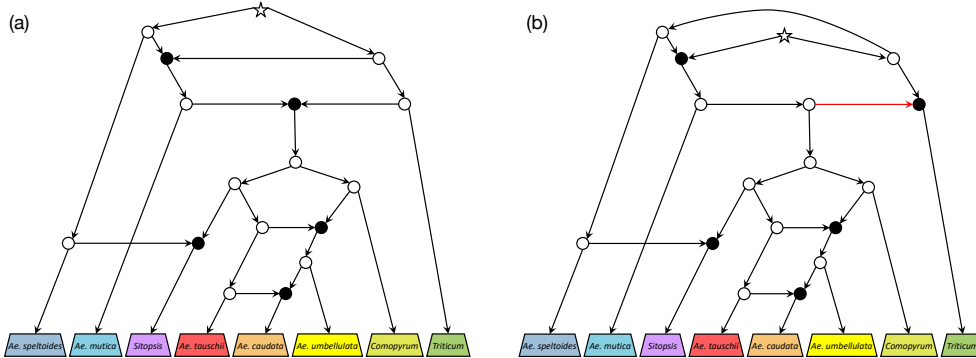 (a)
(b)
Ae. speltoides Ae. mutica Sitopsis Ae. tauschii Ae. caudata Ae. umbellulata Comopyrum Triticum
Ae. speltoides Ae. mutica Sitopsis Ae. tauschii Ae. caudata Ae. umbellulata Comopyrum Triticum